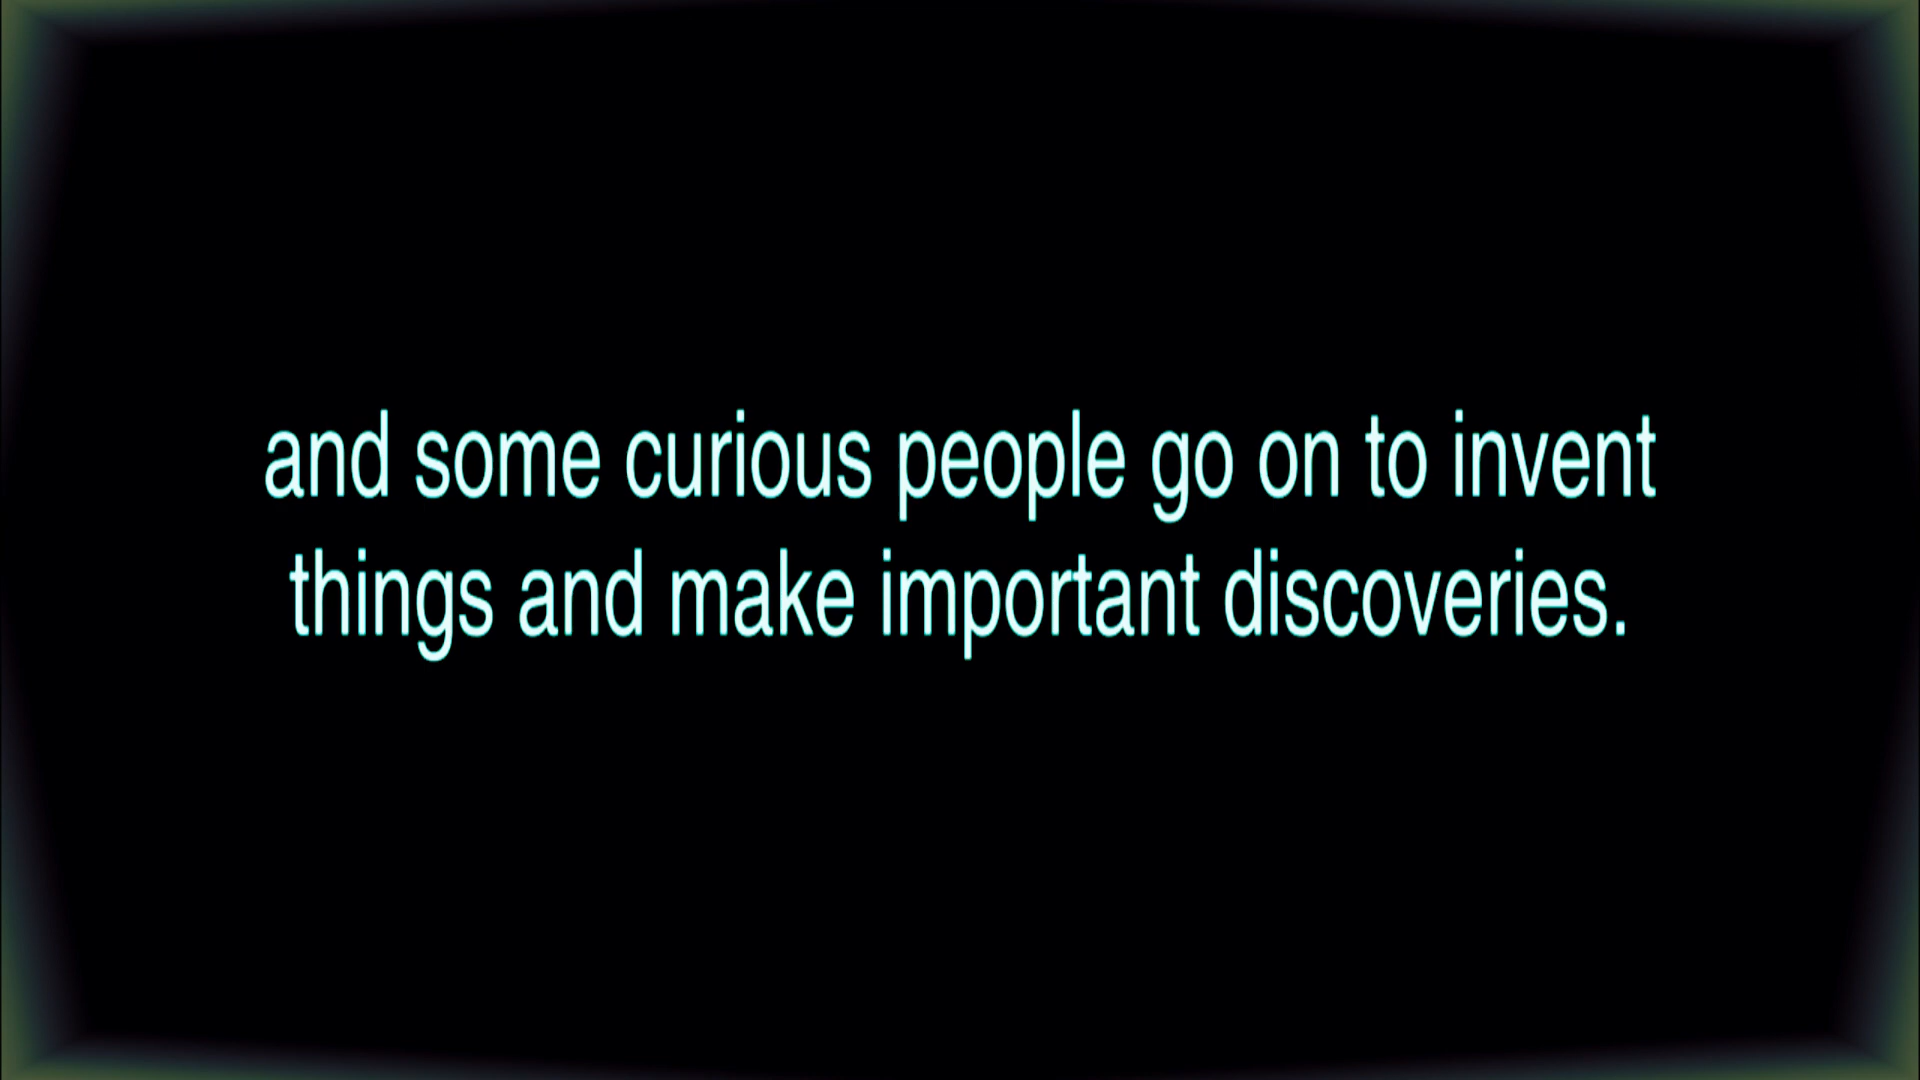 and some curious people go on to invent
things and make important discoveries.